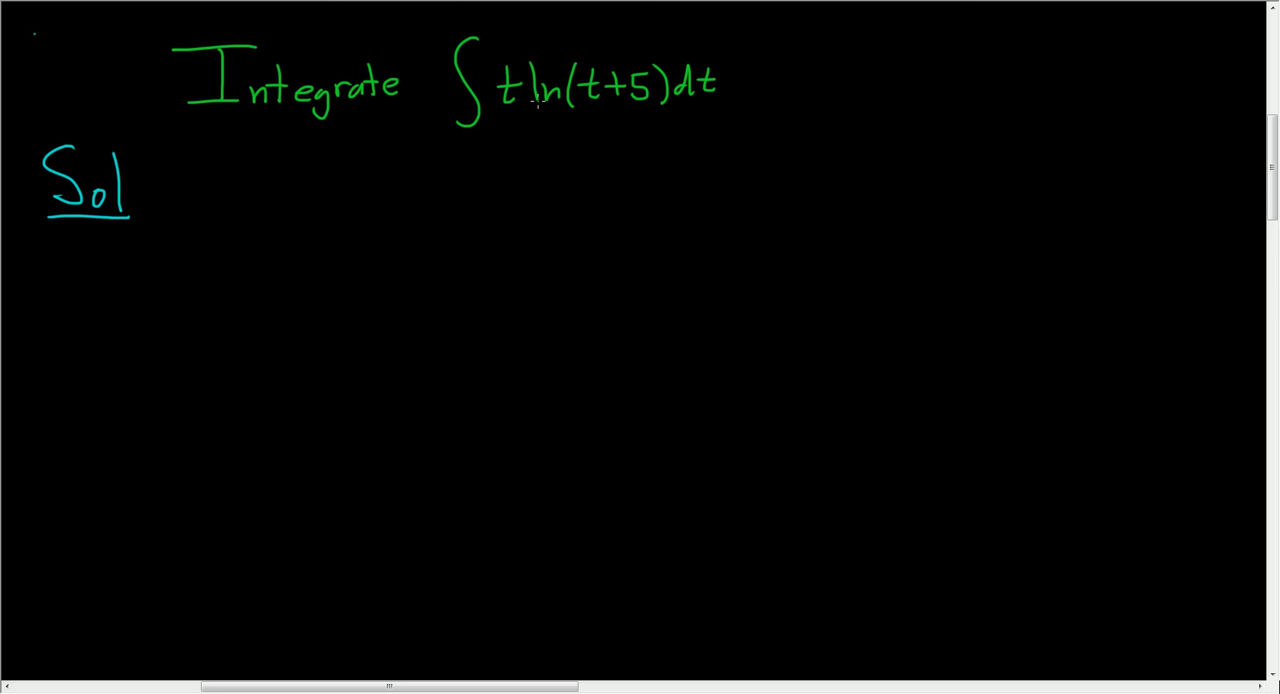 Integrate ∫ t ln(t+5) dt
Sol